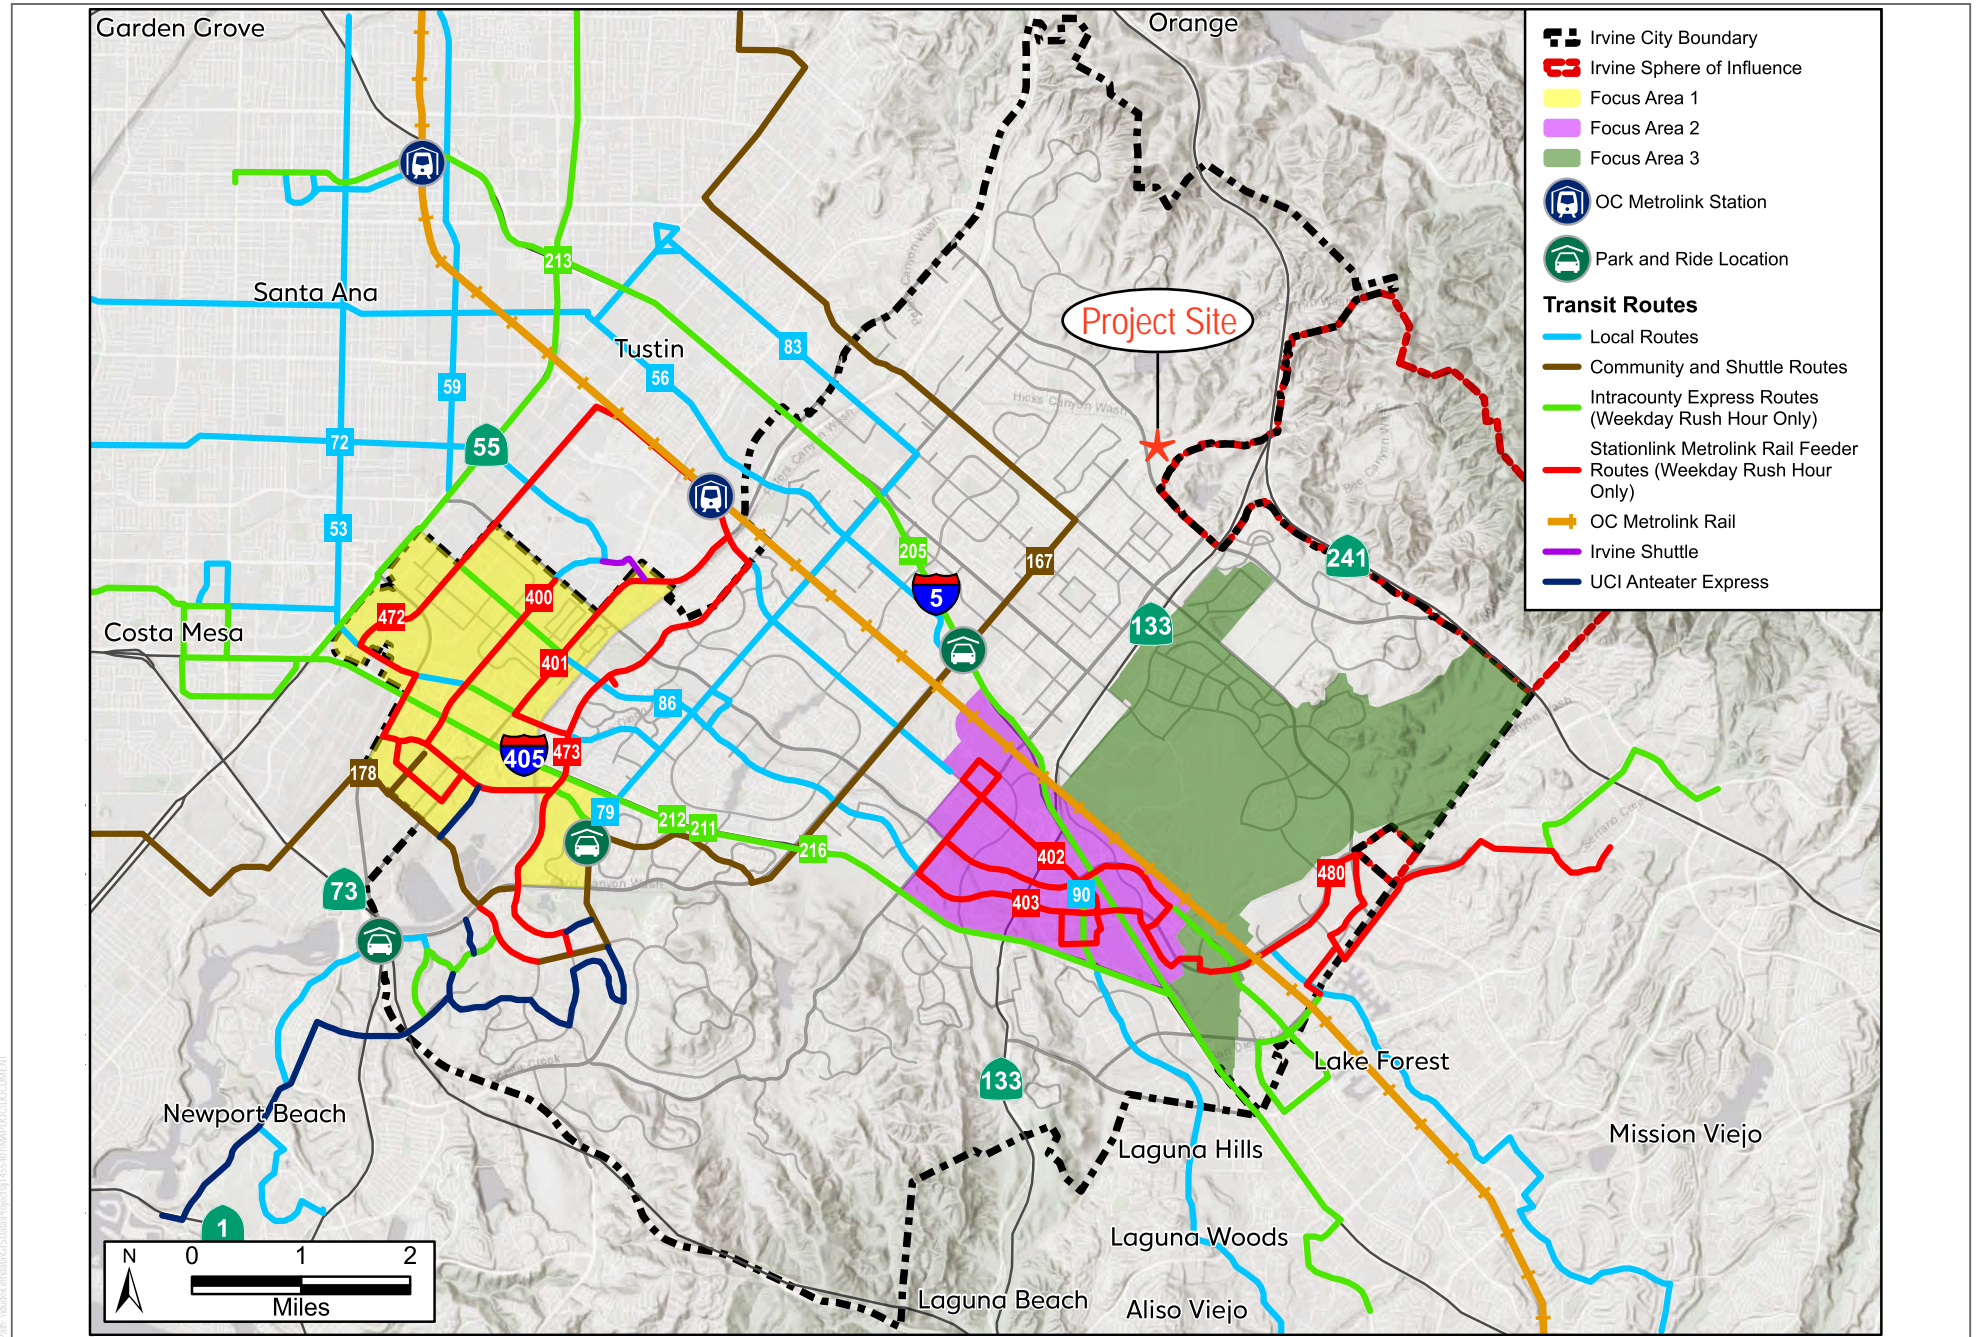 Garden Grove
Orange
Irvine City Boundary
Irvine Sphere of Influence
Focus Area 1
Focus Area 2
Focus Area 3
OC Metrolink Station
Park and Ride Location
Transit Routes
Local Routes
Community and Shuttle Routes
Intracounty Express Routes
(Weekday Rush Hour Only)
Stationlink Metrolink Rail Feeder
Routes (Weekday Rush Hour
Only)
OC Metrolink Rail
Irvine Shuttle
UCI Anteater Express
213
Santa Ana
Project Site
Tustin
83
56
59
Hicks Canyon Wash
72
55
53
205
167
241
5
400
472
133
Costa Mesa
401
86
473
405
178
79
212
211
216
402
480
73
90
403
Serrano Creek
Lake Forest
133
Newport Beach
Mission Viejo
Laguna Hills
1
Laguna Woods
N
0 1 2
Miles
Laguna Beach
Aliso Viejo